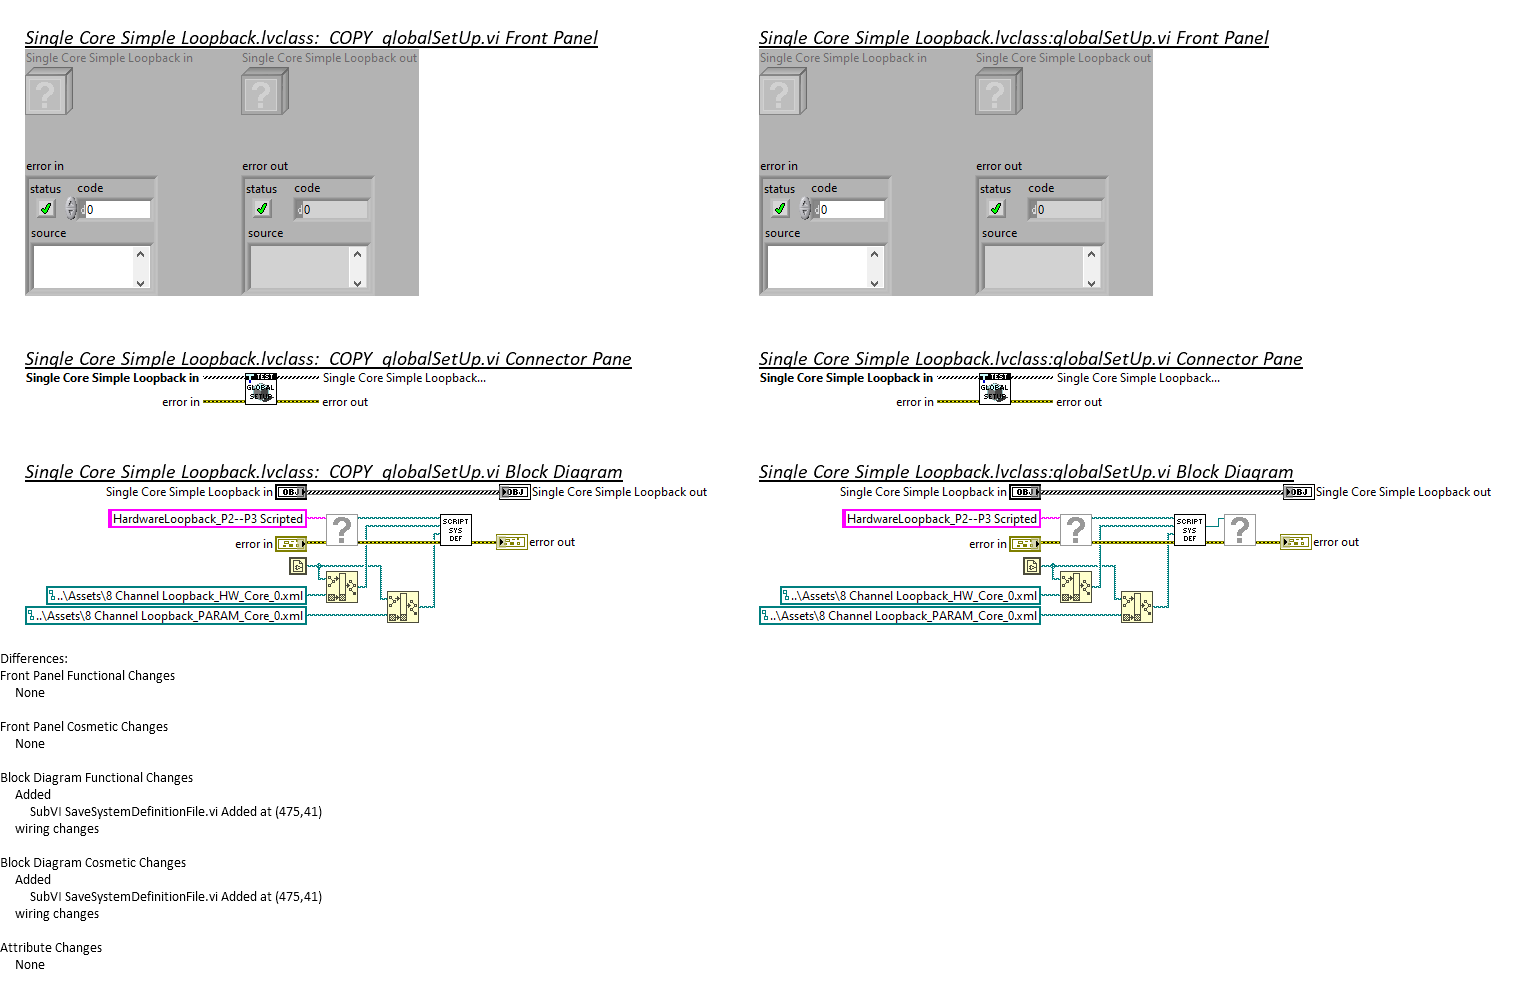 Single Core Simple Loopback.lvclass:_COPY_globalSetUp.vi Front Panel
Single Core Simple Loopback in
Single Core Simple Loopback out
?
?
error in
error out
status
code
0
status
code
d0
source
source
Single Core Simple Loopback.lvclass:globalSetUp.vi Front Panel
Single Core Simple Loopback in
Single Core Simple Loopback out
?
?
error in
error out
status
code
0
status
code
d0
source
source
Single Core Simple Loopback.lvclass:_COPY_globalSetUp.vi Connector Pane
Single Core Simple Loopback in
TEST
GLOBAL
SETUP
Single Core Simple Loopback...
error in
error out
Single Core Simple Loopback.lvclass:globalSetUp.vi Connector Pane
Single Core Simple Loopback in
TEST
GLOBAL
SETUP
Single Core Simple Loopback...
error in
error out
Single Core Simple Loopback.lvclass:_COPY_globalSetUp.vi Block Diagram
Single Core Simple Loopback in
OBJ
OBJ
Single Core Simple Loopback out
HardwareLoopback_P2--P3 Scripted
?
SCRIPT
SYS
DEF
error in
error out
..\Assets\8 Channel Loopback_HW_Core_0.xml
..\Assets\8 Channel Loopback_PARAM_Core_0.xml
Single Core Simple Loopback.lvclass:globalSetUp.vi Block Diagram
Single Core Simple Loopback in
OBJ
OBJ
Single Core Simple Loopback out
HardwareLoopback_P2--P3 Scripted
?
SCRIPT
SYS
DEF
?
error in
error out
..\Assets\8 Channel Loopback_HW_Core_0.xml
..\Assets\8 Channel Loopback_PARAM_Core_0.xml
Differences:
Front Panel Functional Changes
None
Front Panel Cosmetic Changes
None
Block Diagram Functional Changes
Added
SubVI SaveSystemDefinitionFile.vi Added at (475,41)
wiring changes
Block Diagram Cosmetic Changes
Added
SubVI SaveSystemDefinitionFile.vi Added at (475,41)
wiring changes
Attribute Changes
None